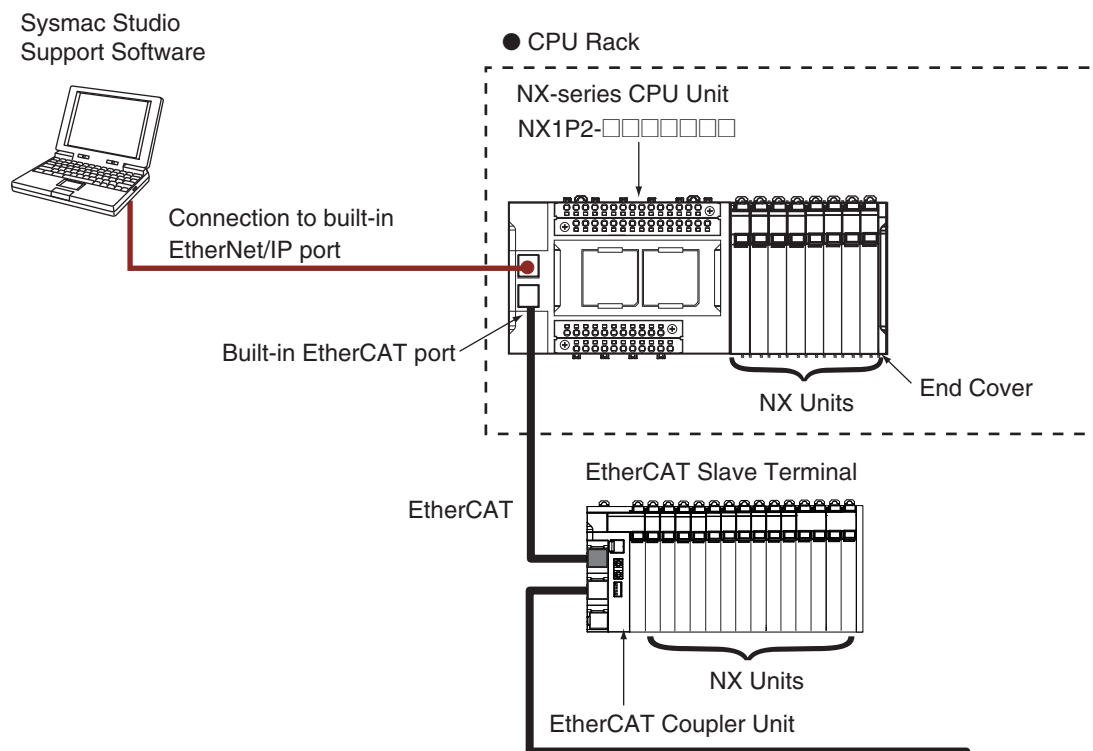 Sysmac Studio
Support Software
● CPU Rack
NX-series CPU Unit
NX1P2-□□□□□□□
Connection to built-in
EtherNet/IP port
Built-in EtherCAT port
End Cover
NX Units
EtherCAT Slave Terminal
EtherCAT
NX Units
EtherCAT Coupler Unit